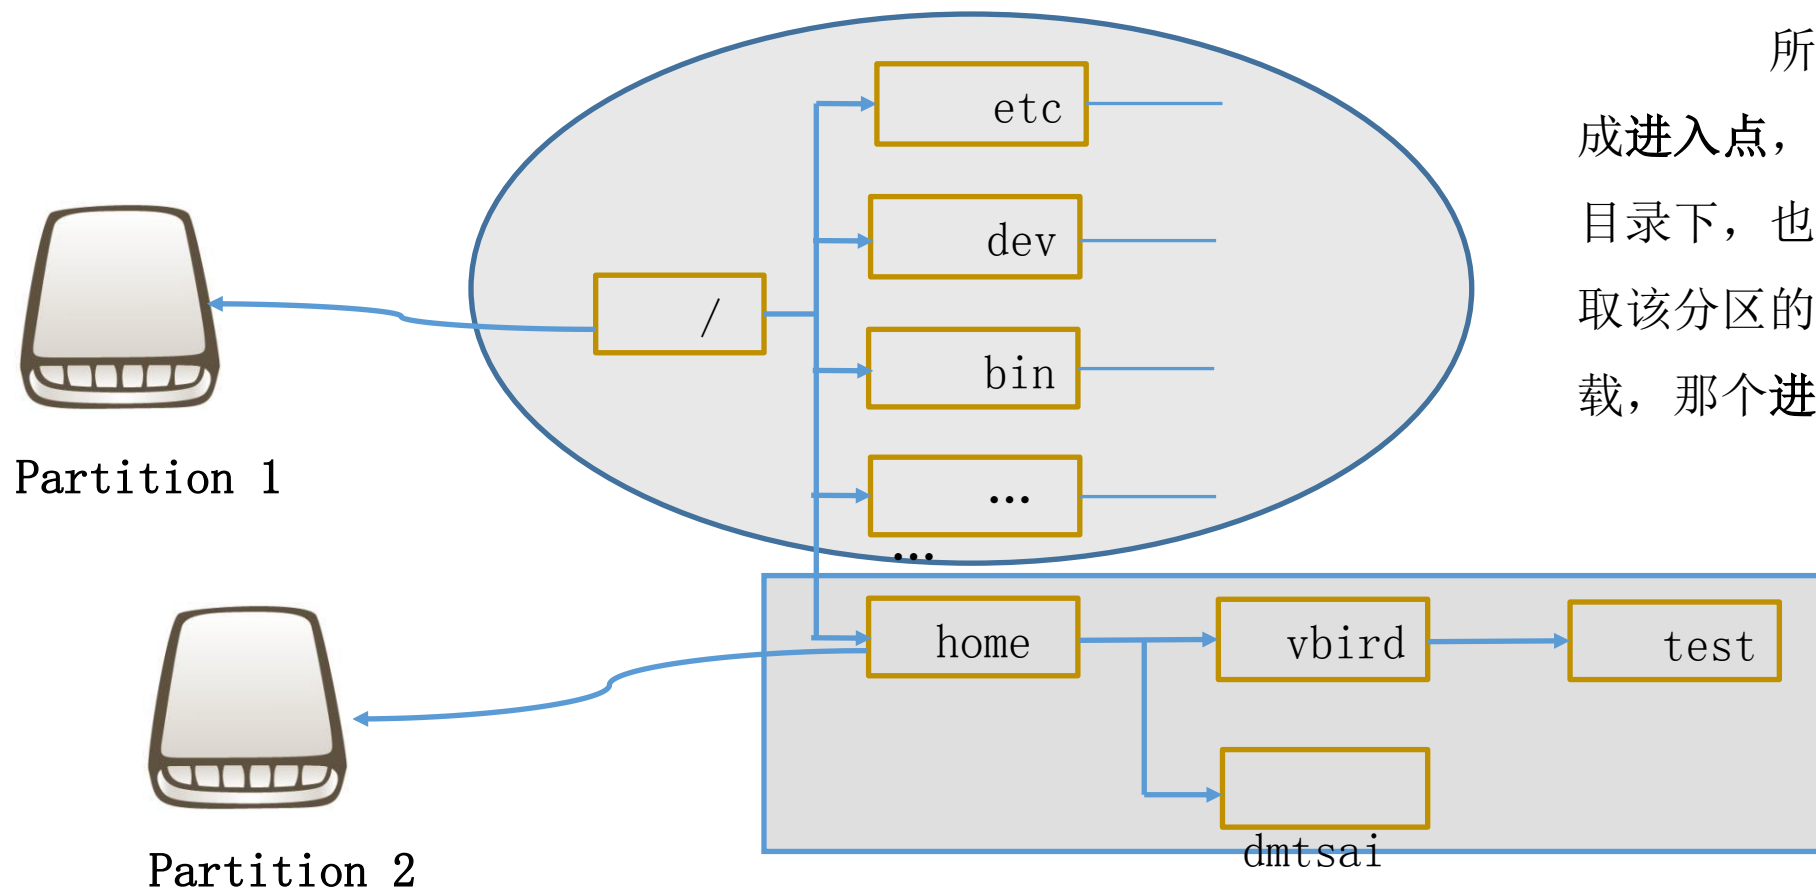 etc
dev
/
bin
…
…
Partition 1
home
vbird
test
dmtsai
Partition 2
所
成进入点，
目录下，也
取该分区的
载，那个进